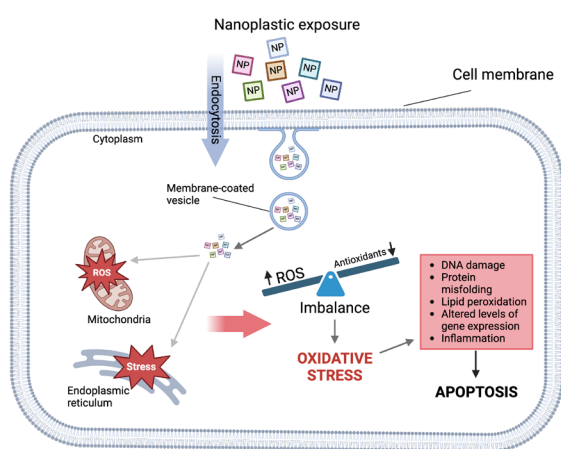 Nanoplastic exposure
NP
NP
NP
NP
NP
NP
NP
Endocytosis
Cell membrane
Cytoplasm
Membrane-coated
vesicle
ROS
Mitochondria
Stress
Endoplasmic
reticulum
ROS
Antioxidants
Imbalance
OXIDATIVE
STRESS
• DNA damage
• Protein
misfolding
• Lipid peroxidation
• Altered levels of
gene expression
• Inflammation
APOPTOSIS